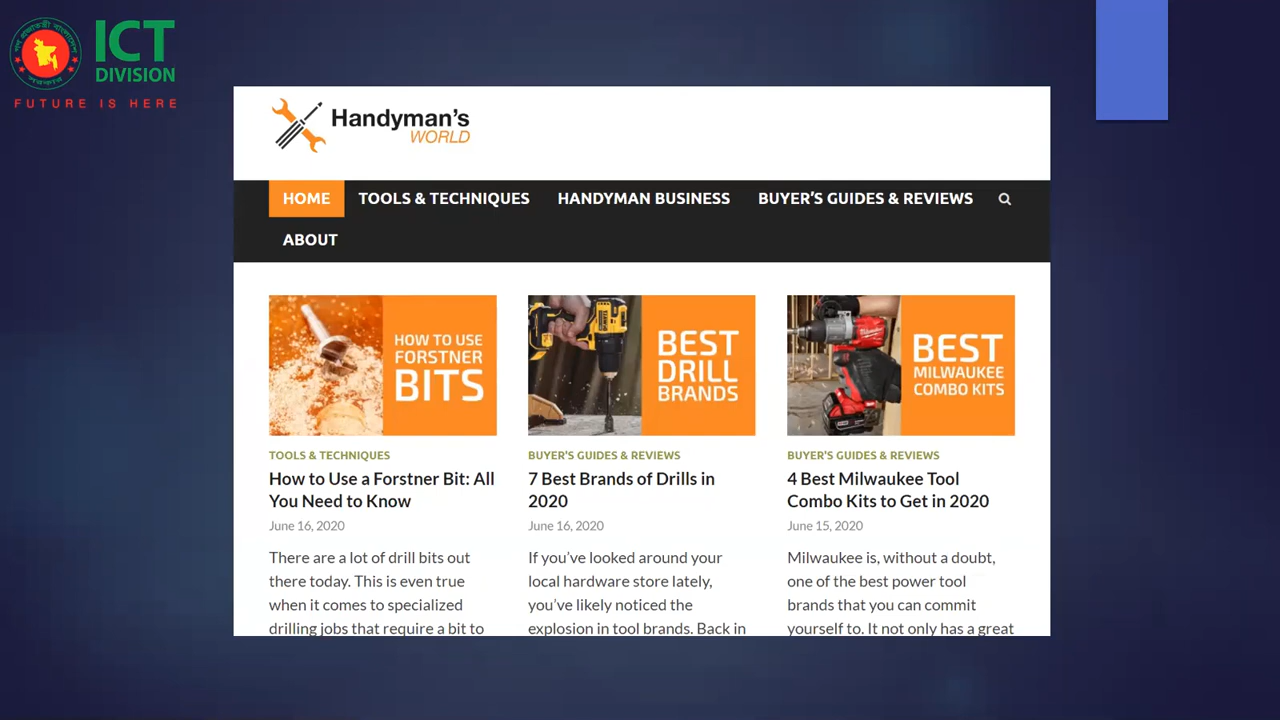 ICT
DIVISION
FUTURE IS HERE
Handyman's
WORLD
HOME TOOLS & TECHNIQUES HANDYMAN BUSINESS BUYER'S GUIDES & REVIEWS
ABOUT
HOW TO USE
FORSTNER
BITS
TOOLS & TECHNIQUES
How to Use a Forstner Bit: All
You Need to Know
June 16, 2020
There are a lot of drill bits out
there today. This is even true
when it comes to specialized
drilling jobs that require a bit to
BEST
DRILL
BRANDS
BUYER'S GUIDES & REVIEWS
7 Best Brands of Drills in
2020
June 16, 2020
If you've looked around your
local hardware store lately,
you've likely noticed the
explosion in tool brands. Back in
BEST
MILWAUKEE
COMBO KITS
BUYER'S GUIDES & REVIEWS
4 Best Milwaukee Tool
Combo Kits to Get in 2020
June 15, 2020
Milwaukee is, without a doubt,
one of the best power tool
brands that you can commit
yourself to. It not only has a great